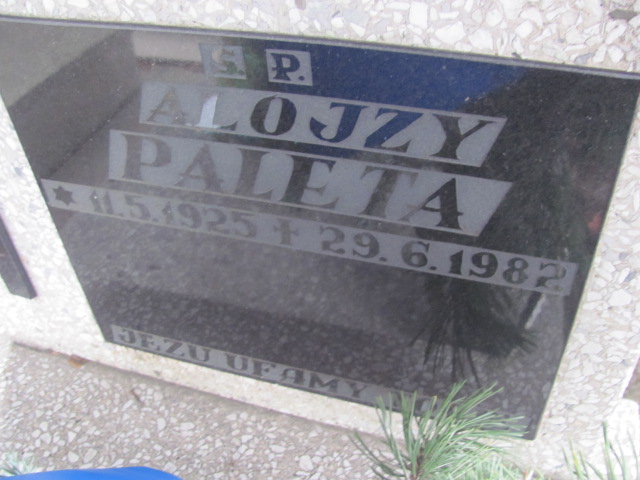 Ś. P.
ALOJZY
PALETA
* 11.5.1925 ✝ 29.6.1982
JEZU UFAMY